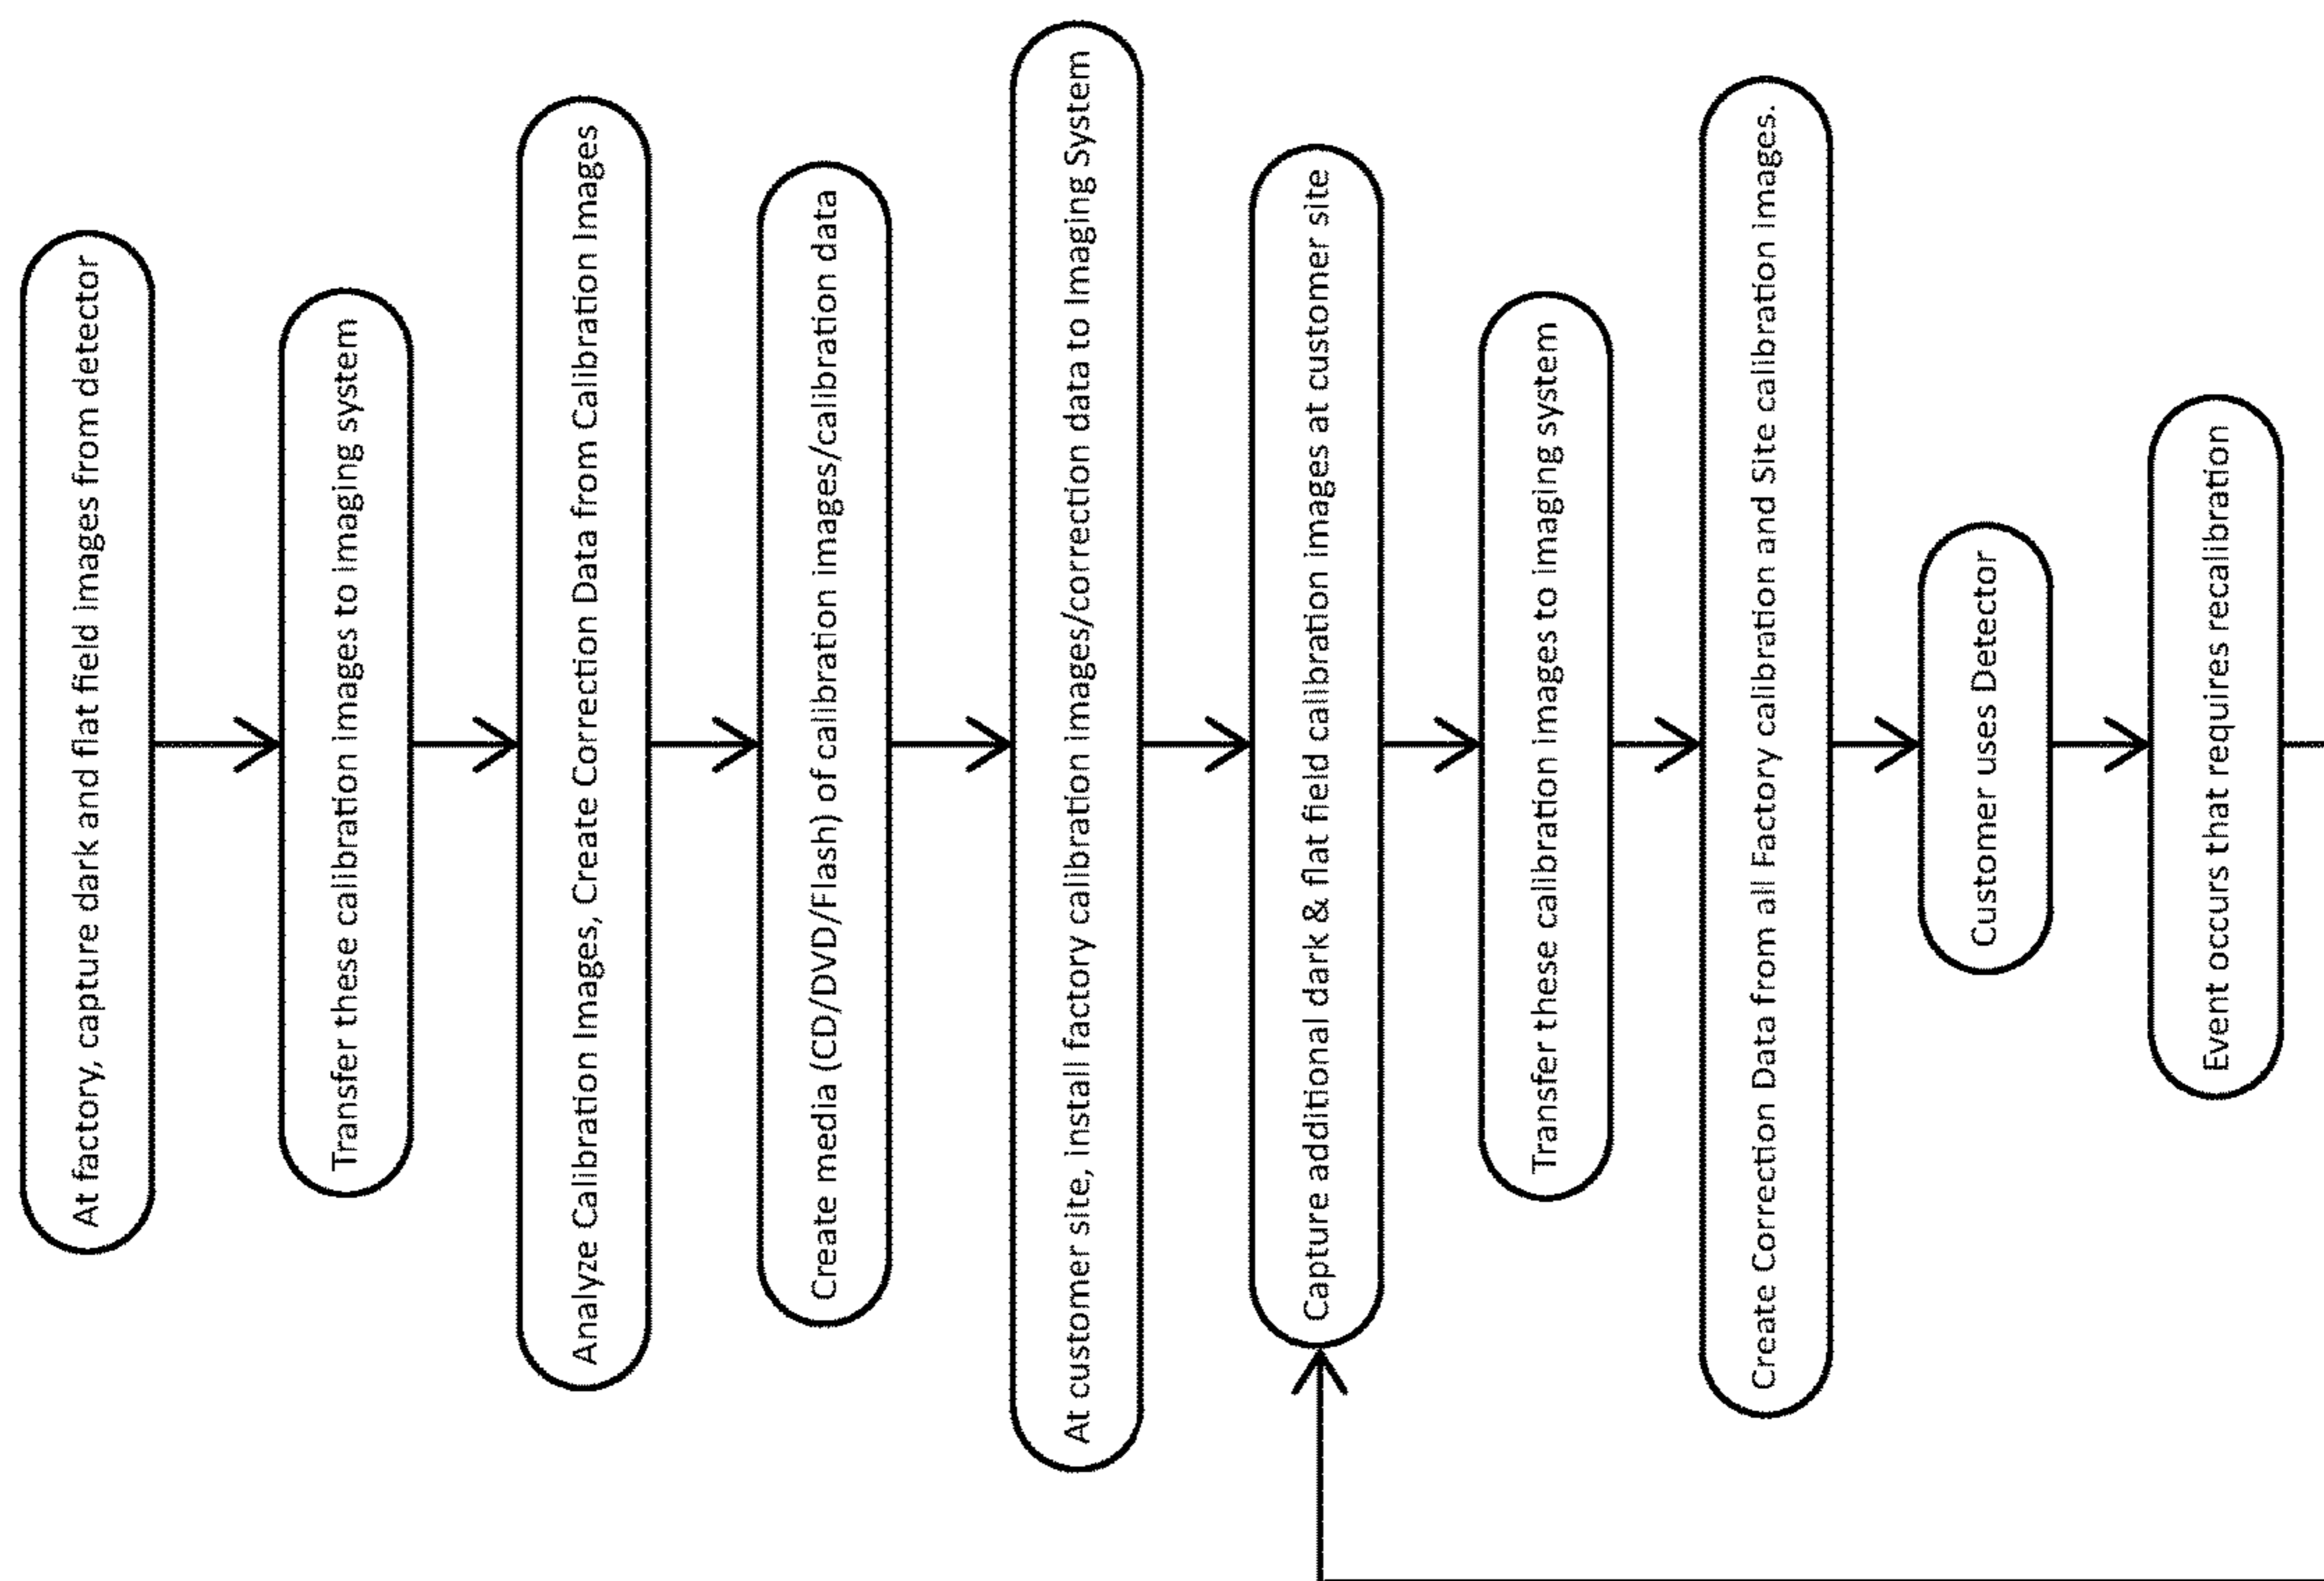 At factory, capture dark and flat field images from detector
Transfer these calibration images to imaging system
Analyze Calibration Images, Create Correction Data from Calibration Images
Create media (CD/DVD/Flash) of calibration images/calibration data
At customer site, install factory calibration images/correction data to Imaging System
Capture additional dark & flat field calibration images at customer site
Transfer these calibration images to imaging system
Create Correction Data from all Factory calibration and Site calibration images.
Customer uses Detector
Event occurs that requires recalibration